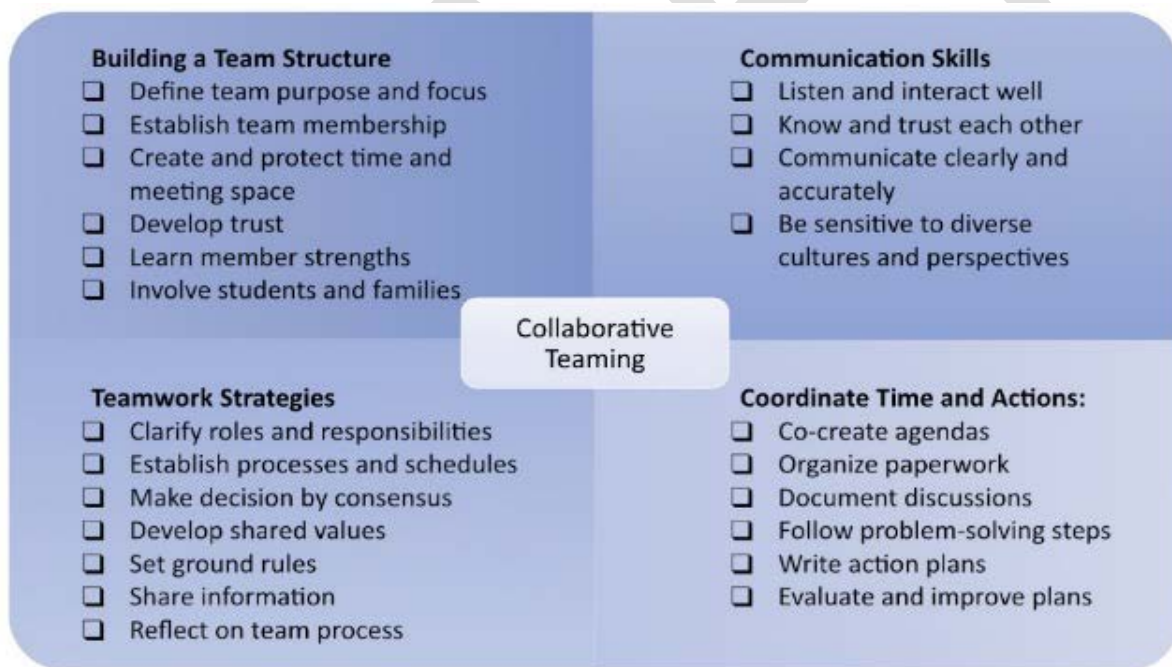 Building a Team Structure
❑ Define team purpose and focus
❑ Establish team membership
❑ Create and protect time and
meeting space
❑ Develop trust
❑ Learn member strengths
❑ Involve students and families
Communication Skills
❑ Listen and interact well
❑ Know and trust each other
❑ Communicate clearly and
accurately
❑ Be sensitive to diverse
cultures and perspectives
Collaborative
Teaming
Teamwork Strategies
❑ Clarify roles and responsibilities
❑ Establish processes and schedules
❑ Make decision by consensus
❑ Develop shared values
❑ Set ground rules
❑ Share information
❑ Reflect on team process
Coordinate Time and Actions:
❑ Co-create agendas
❑ Organize paperwork
❑ Document discussions
❑ Follow problem-solving steps
❑ Write action plans
❑ Evaluate and improve plans